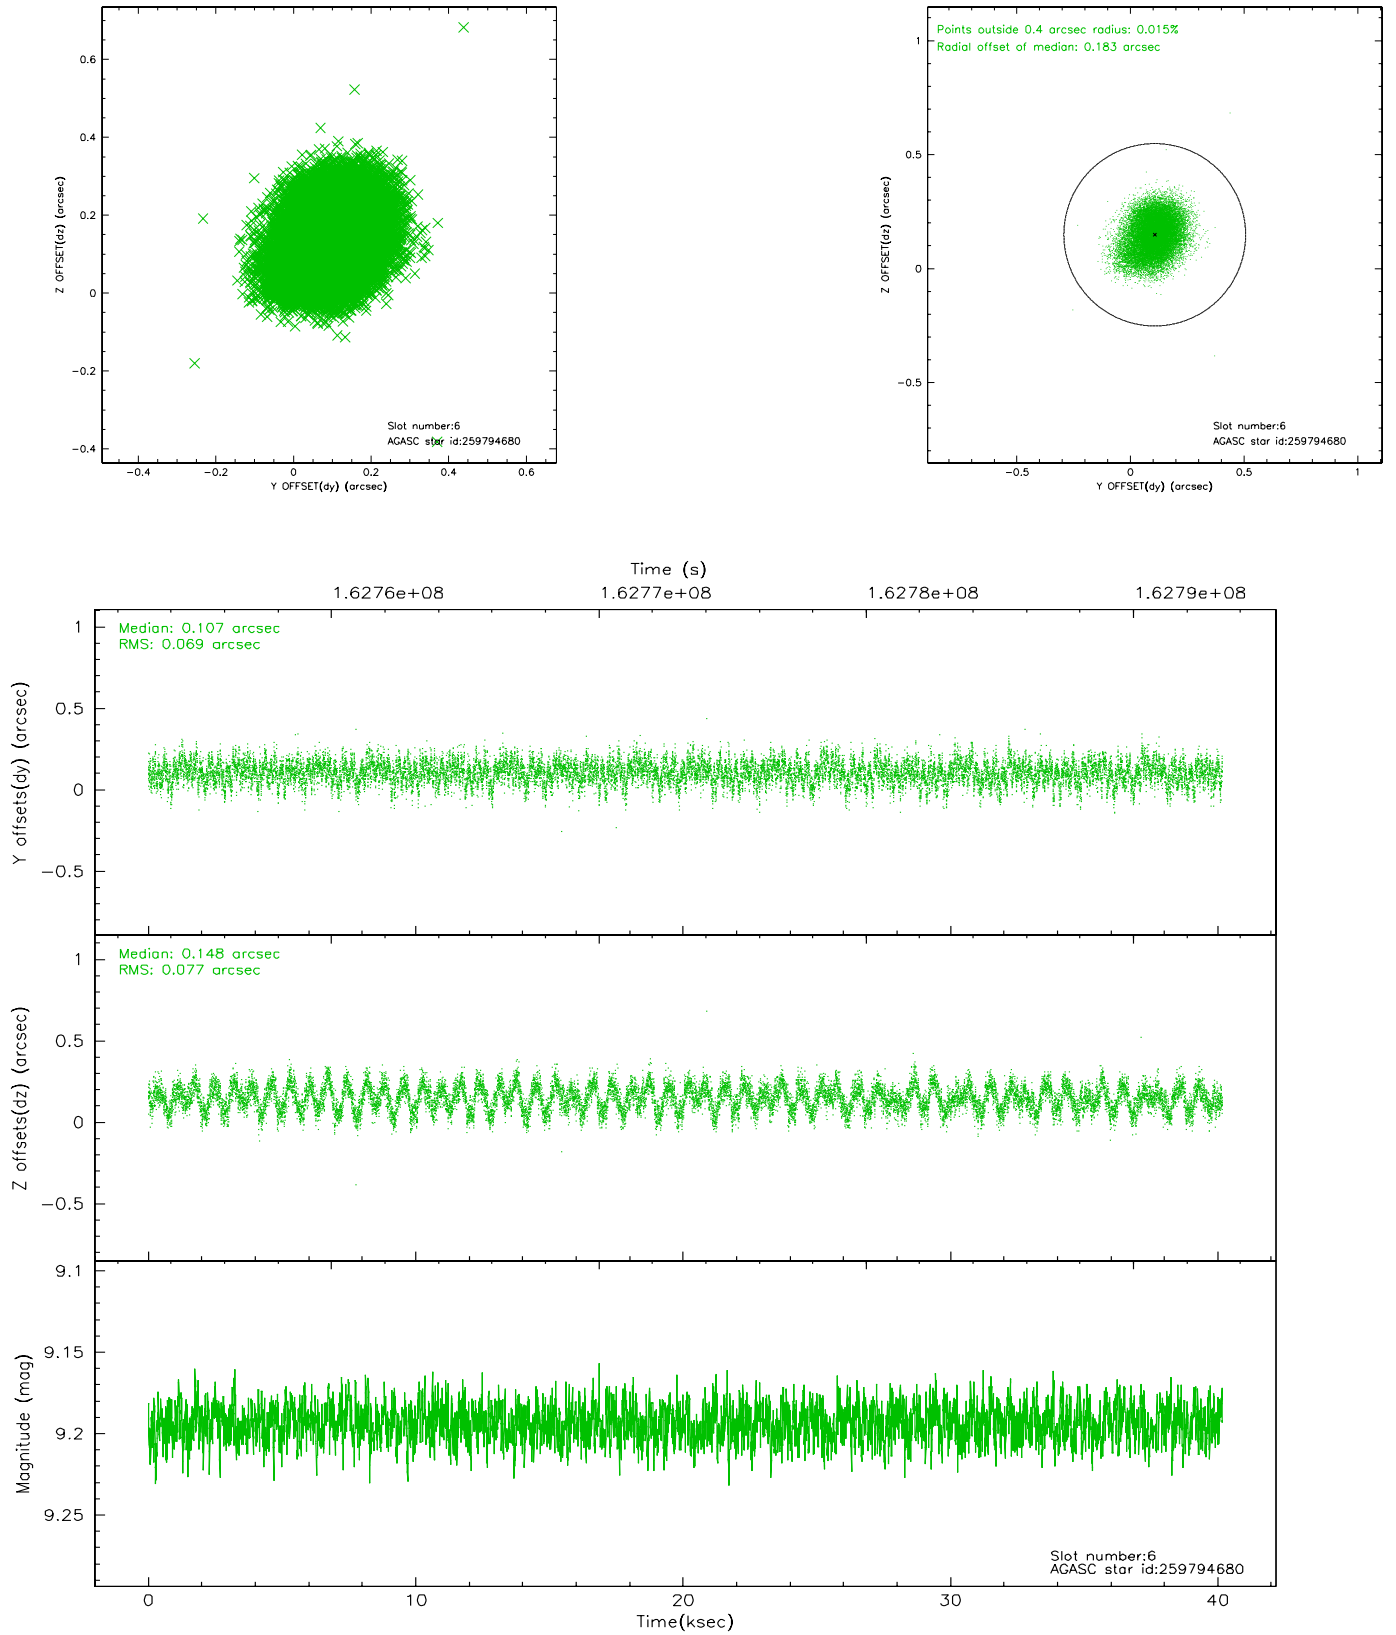 0.6
0.4
0.2
0
−0.2
−0.4
Z OFFSET(dz) (arcsec)
−0.4 −0.2 0 0.2 0.4 0.6
Y OFFSET(dy) (arcsec)
Slot number:6
AGASC star id:259794680
Points outside 0.4 arcsec radius: 0.015%
Radial offset of median: 0.183 arcsec
1
0.5
0
−0.5
Z OFFSET(dz) (arcsec)
−0.5 0 0.5 1
Y OFFSET(dy) (arcsec)
Slot number:6
AGASC star id:259794680
Time (s)
1.6276e+08 1.6277e+08 1.6278e+08 1.6279e+08
Median: 0.107 arcsec
RMS: 0.069 arcsec
1
0.5
0
−0.5
Y offsets(dy) (arcsec)
Median: 0.148 arcsec
RMS: 0.077 arcsec
1
0.5
0
−0.5
Z offsets(dz) (arcsec)
9.1
9.15
9.2
9.25
Magnitude (mag)
Slot number:6
AGASC star id:259794680
0 10 20 30 40
Time(ksec)